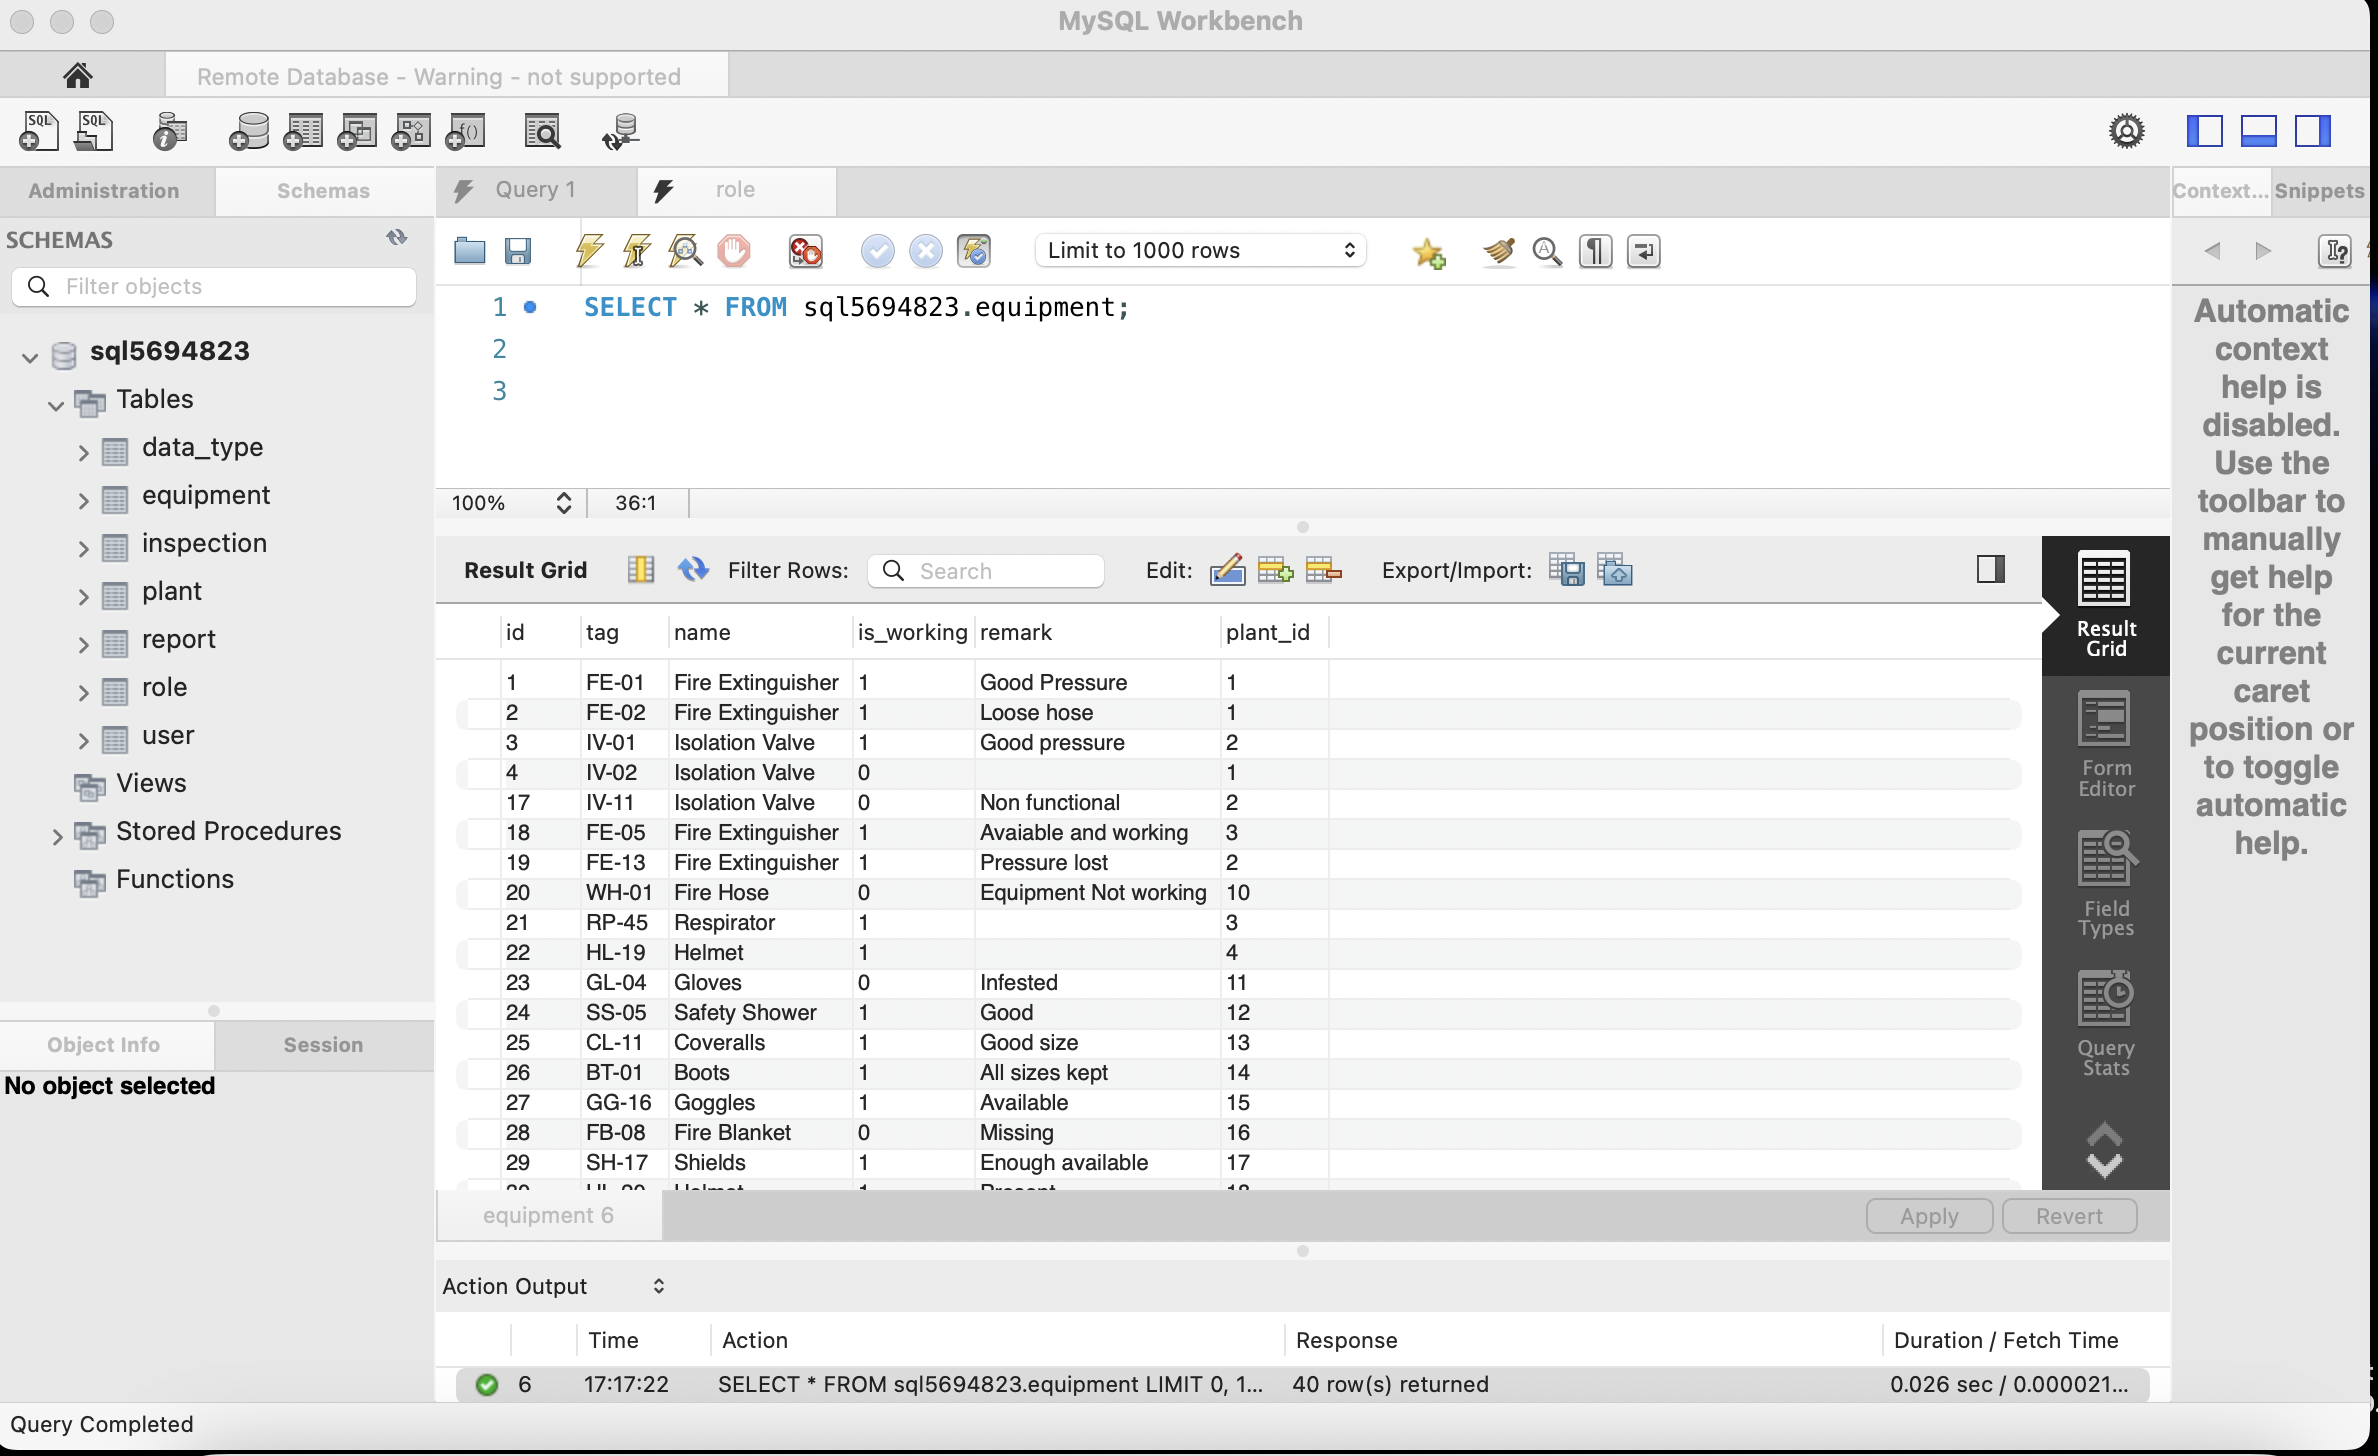 MySQL Workbench
Remote Database - Warning - not supported
Administration Schemas
Query 1 role
Context... Snippets
SCHEMAS
Filter objects
Limit to 1000 rows
sql5694823
Tables
data_type
equipment
inspection
plant
report
role
user
Views
Stored Procedures
Functions
Object Info Session
No object selected
1 SELECT * FROM sql5694823.equipment;
2
3
100% 36:1
Result Grid Filter Rows: Search Edit: Export/Import:
id tag name is_working remark plant_id
1 FE-01 Fire Extinguisher 1 Good Pressure 1
2 FE-02 Fire Extinguisher 1 Loose hose 1
3 IV-01 Isolation Valve 1 Good pressure 2
4 IV-02 Isolation Valve 0 1
17 IV-11 Isolation Valve 0 Non functional 2
18 FE-05 Fire Extinguisher 1 Avaiable and working 3
19 FE-13 Fire Extinguisher 1 Pressure lost 2
20 WH-01 Fire Hose 0 Equipment Not working 10
21 RP-45 Respirator 1 3
22 HL-19 Helmet 1 4
23 GL-04 Gloves 0 Infested 11
24 SS-05 Safety Shower 1 Good 12
25 CL-11 Coveralls 1 Good size 13
26 BT-01 Boots 1 All sizes kept 14
27 GG-16 Goggles 1 Available 15
28 FB-08 Fire Blanket 0 Missing 16
29 SH-17 Shields 1 Enough available 17
Result
Grid
Form
Editor
Field
Types
Query
Stats
equipment 6
Apply Revert
Action Output
Time Action Response Duration / Fetch Time
6 17:17:22 SELECT * FROM sql5694823.equipment LIMIT 0, 1... 40 row(s) returned 0.026 sec / 0.000021...
Automatic
context
help is
disabled.
Use the
toolbar to
manually
get help
for the
current
caret
position or
to toggle
automatic
help.
Query Completed